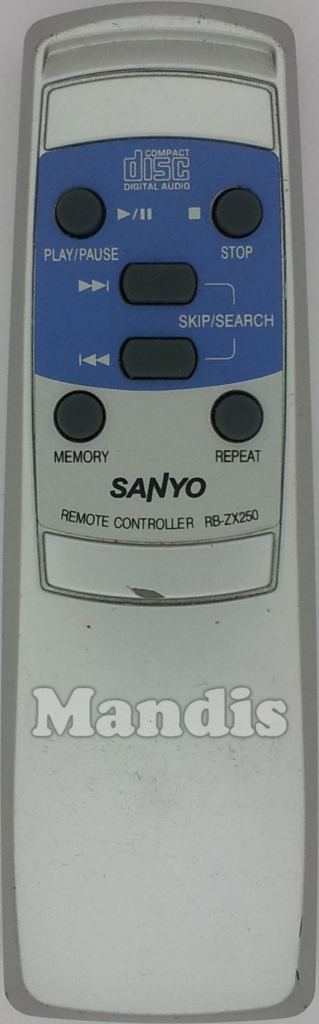 COMPACT
disc
DIGITAL AUDIO
PLAY/PAUSE
STOP
SKIP/SEARCH
MEMORY
REPEAT
SANYO
REMOTE CONTROLLER RB-ZX250
Mandis